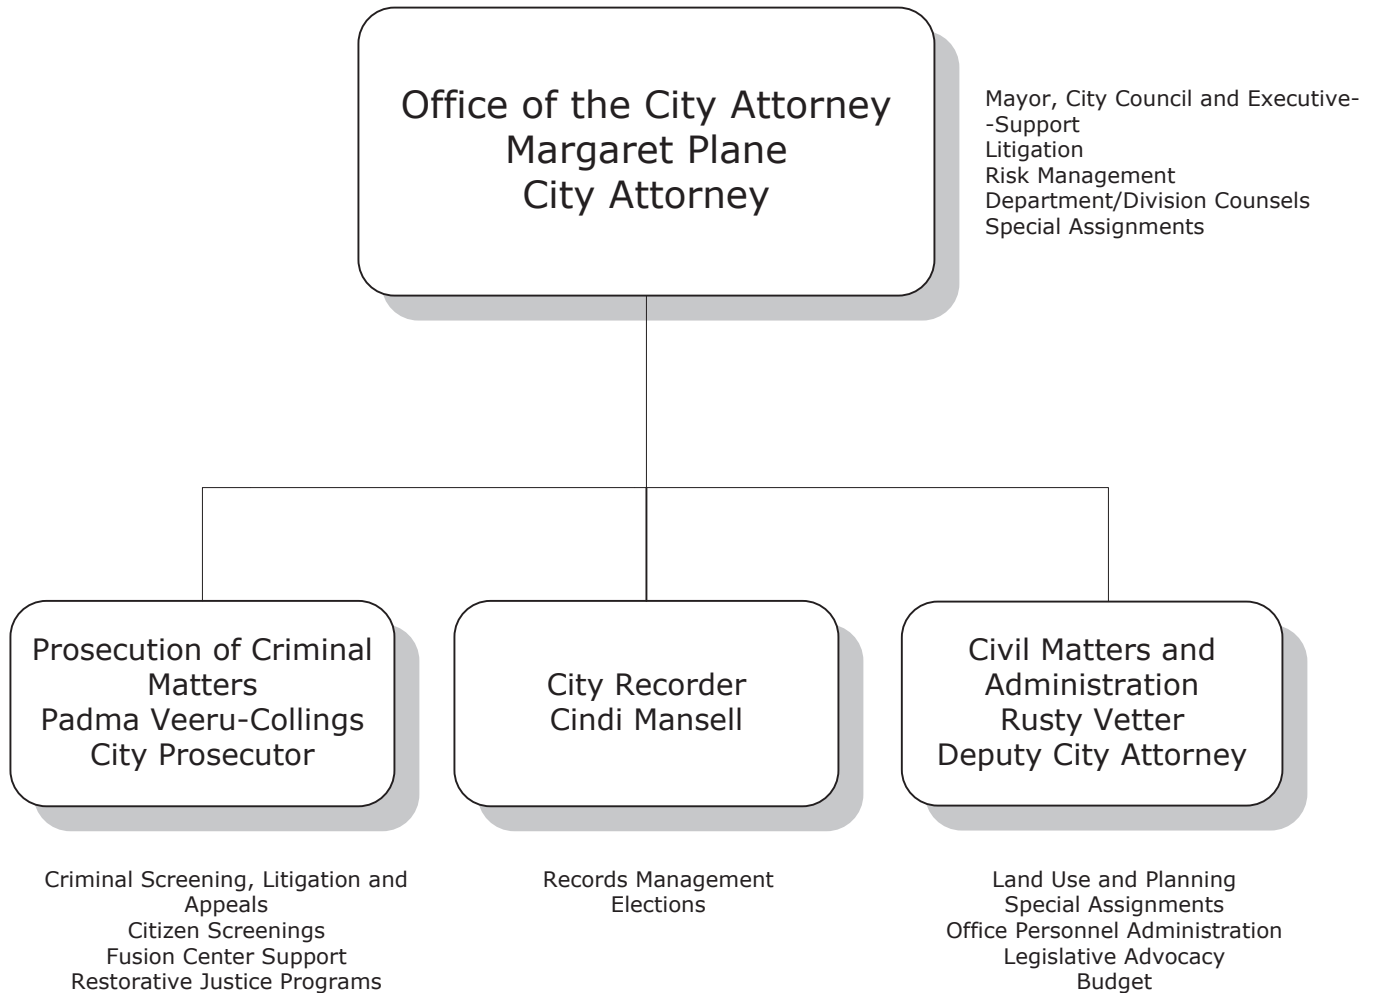 Office of the City Attorney
Margaret Plane
City Attorney
Mayor, City Council and Executive-
-Support
Litigation
Risk Management
Department/Division Counsels
Special Assignments
Prosecution of Criminal
Matters
Padma Veeru-Collings
City Prosecutor
City Recorder
Cindi Mansell
Civil Matters and
Administration
Rusty Vetter
Deputy City Attorney
Criminal Screening, Litigation and
Appeals
Citizen Screenings
Fusion Center Support
Restorative Justice Programs
Records Management
Elections
Land Use and Planning
Special Assignments
Office Personnel Administration
Legislative Advocacy
Budget